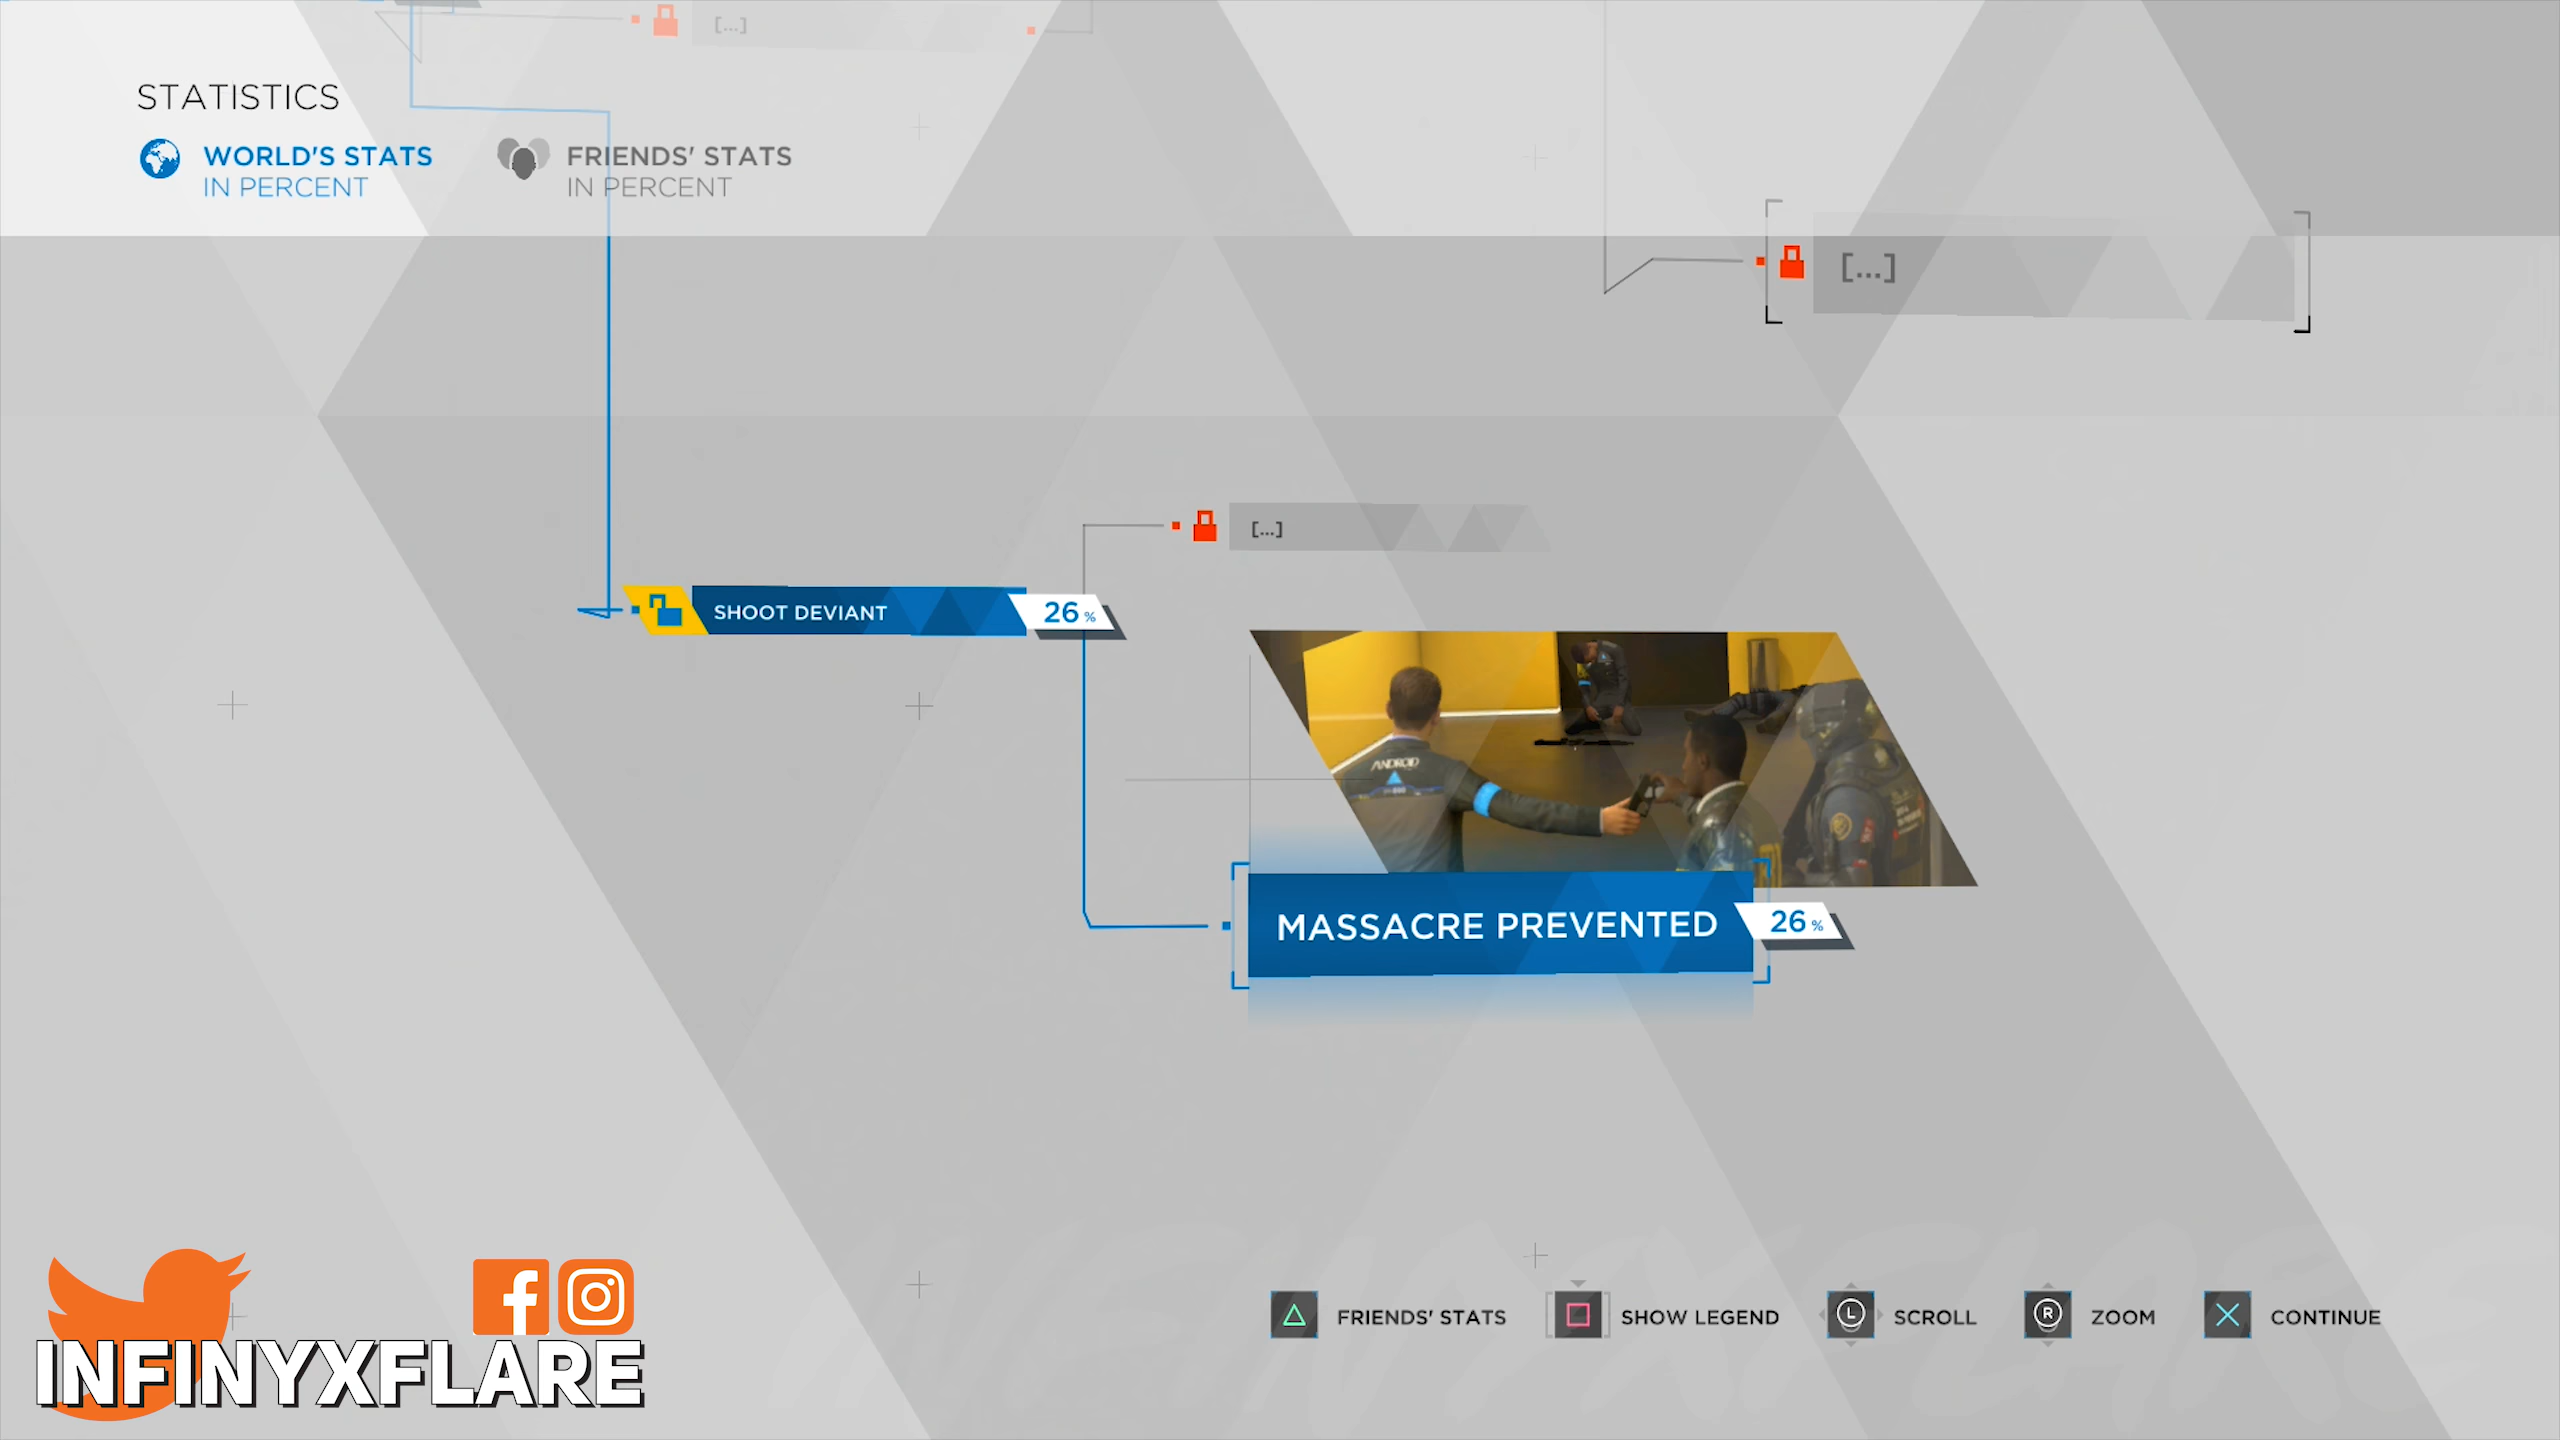 [...]
STATISTICS
WORLD'S STATS
IN PERCENT
FRIENDS' STATS
IN PERCENT
[...]
[...]
SHOOT DEVIANT
26 %
ANDROID
MASSACRE PREVENTED
26 %
FRIENDS' STATS
SHOW LEGEND
L
SCROLL
R
ZOOM
CONTINUE
INFINYXFLARE